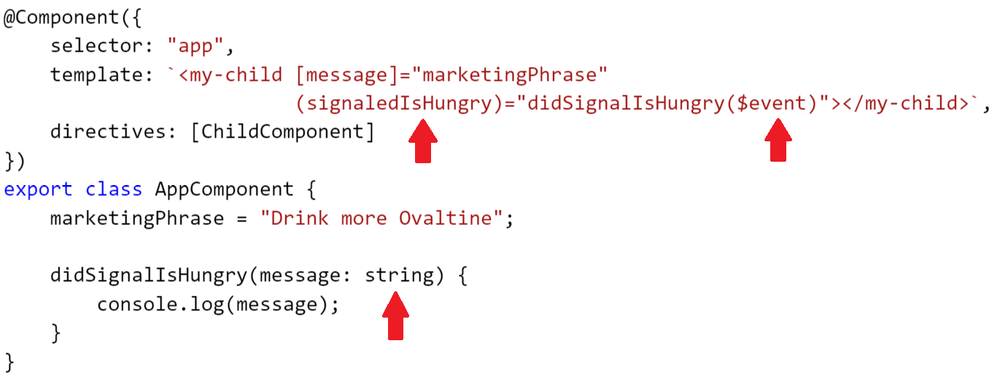 @Component({
    selector: "app",
    template: `<my-child [message]="marketingPhrase"
                         (signaledIsHungry)="didSignalIsHungry($event)"></my-child>`,
    directives: [ChildComponent]
})
export class AppComponent {
    marketingPhrase = "Drink more Ovaltine";

    didSignalIsHungry(message: string) {
        console.log(message);
    }
}